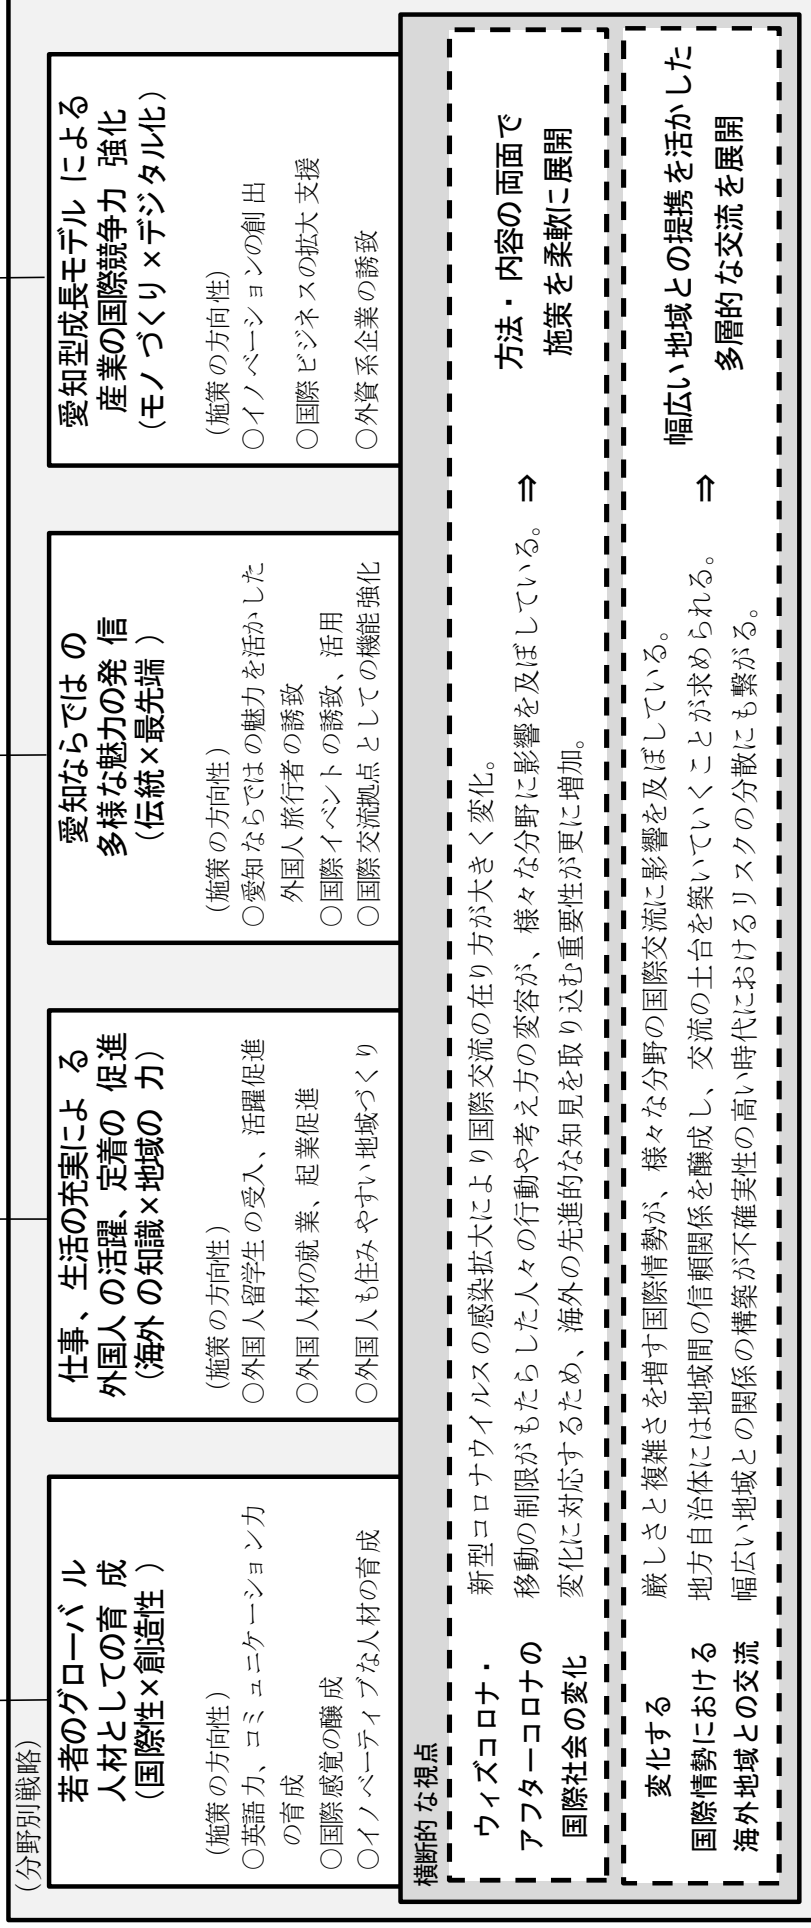 (分野別戦略)
若者のグローバル
人材としての育成
(国際性×創造性)
(施策の方向性)
○英語力、コミュニケーション力
の育成
○国際感覚の醸成
○イノベーティブな人材の育成
仕事、生活の充実による
外国人の活躍、定着の促進
(海外の知識×地域の力)
(施策の方向性)
○外国人留学生の受入、活躍促進
○外国人材の就業、起業促進
○外国人も住みやすい地域づくり
愛知ならではの
多様な魅力の発信
(伝統×最先端)
(施策の方向性)
○愛知ならではの魅力を活かした
外国人旅行者の誘致
○国際イベントの誘致、活用
○国際交流拠点としての機能強化
愛知型成長モデルによる
産業の国際競争力強化
(モノづくり×デジタル化)
(施策の方向性)
○イノベーションの創出
○国際ビジネスの拡大支援
○外資系企業の誘致
横断的な視点
ウィズコロナ・
アフターコロナの
国際社会の変化
新型コロナウイルスの感染拡大により国際交流の在り方が大きく変化。
移動の制限がもたらした人々の行動や考え方の変容が、様々な分野に影響を及ぼしている。
変化に対応するため、海外の先進的な知見を取り込む重要性が更に増加。
⇒
方法・内容の両面で
施策を柔軟に展開
変化する
国際情勢における
海外地域との交流
厳しさと複雑さを増す国際情勢が、様々な分野の国際交流に影響を及ぼしている。
地方自治体には地域間の信頼関係を醸成し、交流の土台を築いていくことが求められる。
幅広い地域との関係の構築が不確実性の高い時代におけるリスクの分散にも繋がる。
⇒
幅広い地域との提携を活かした
多層的な交流を展開